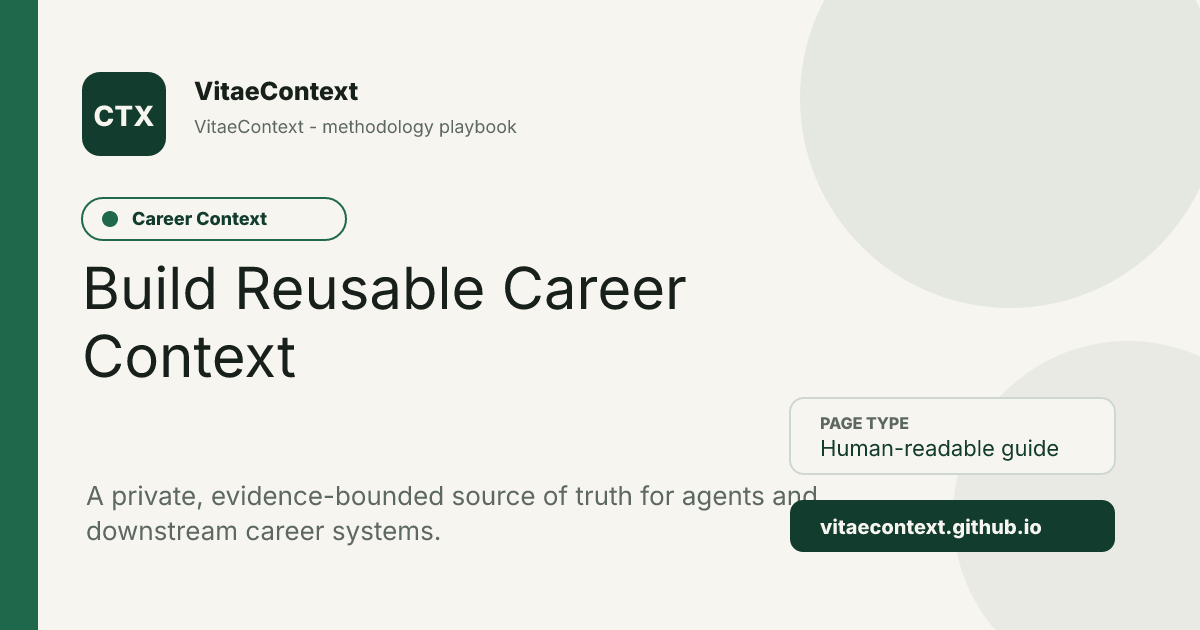 CTX
VitaeContext
VitaeContext - methodology playbook
Career Context
Build Reusable Career
Context
PAGE TYPE
Human-readable guide
A private, evidence-bounded source of truth for agents and
downstream career systems.
vitaecontext.github.io